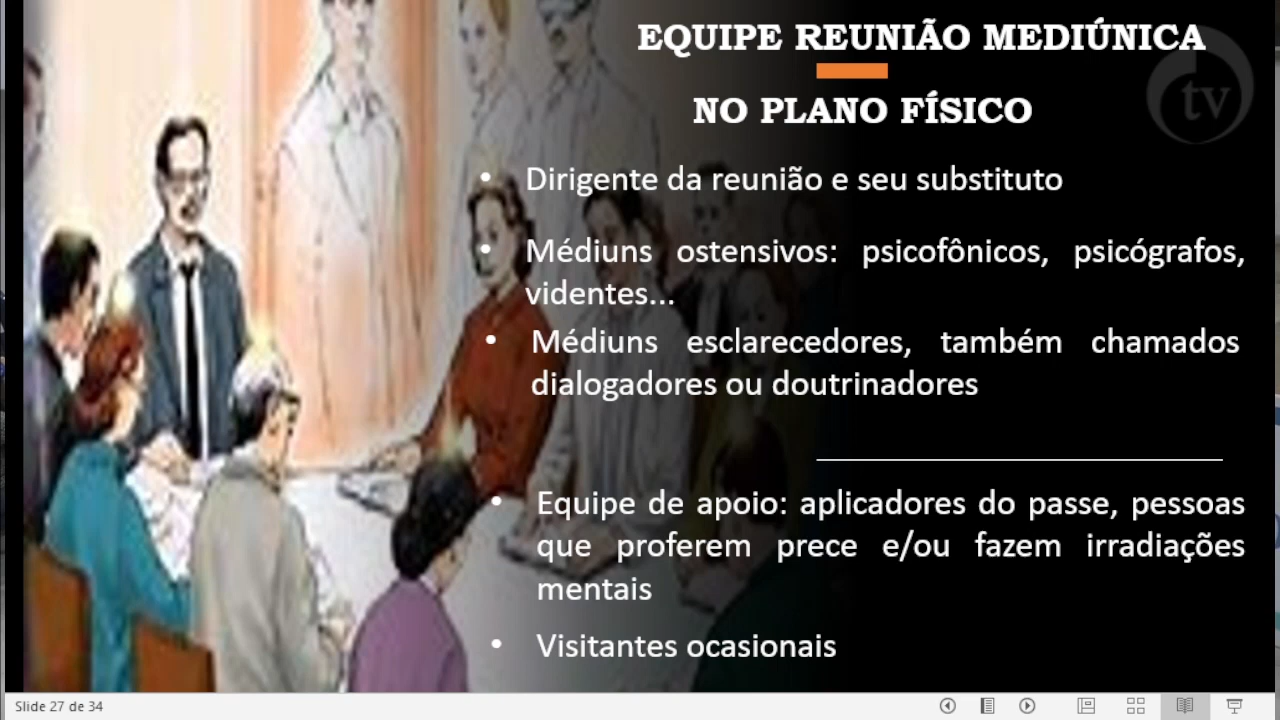 EQUIPE REUNIÃO MEDIÚNICA
NO PLANO FÍSICO
tv
• Dirigente da reunião e seu substituto
• Médiuns ostensivos: psicofônicos, psicógrafos,
videntes...
• Médiuns esclarecedores, também chamados
dialogadores ou doutrinadores
• Equipe de apoio: aplicadores do passe, pessoas
que proferem prece e/ou fazem irradiações
mentais
• Visitantes ocasionais
Slide 27 de 34